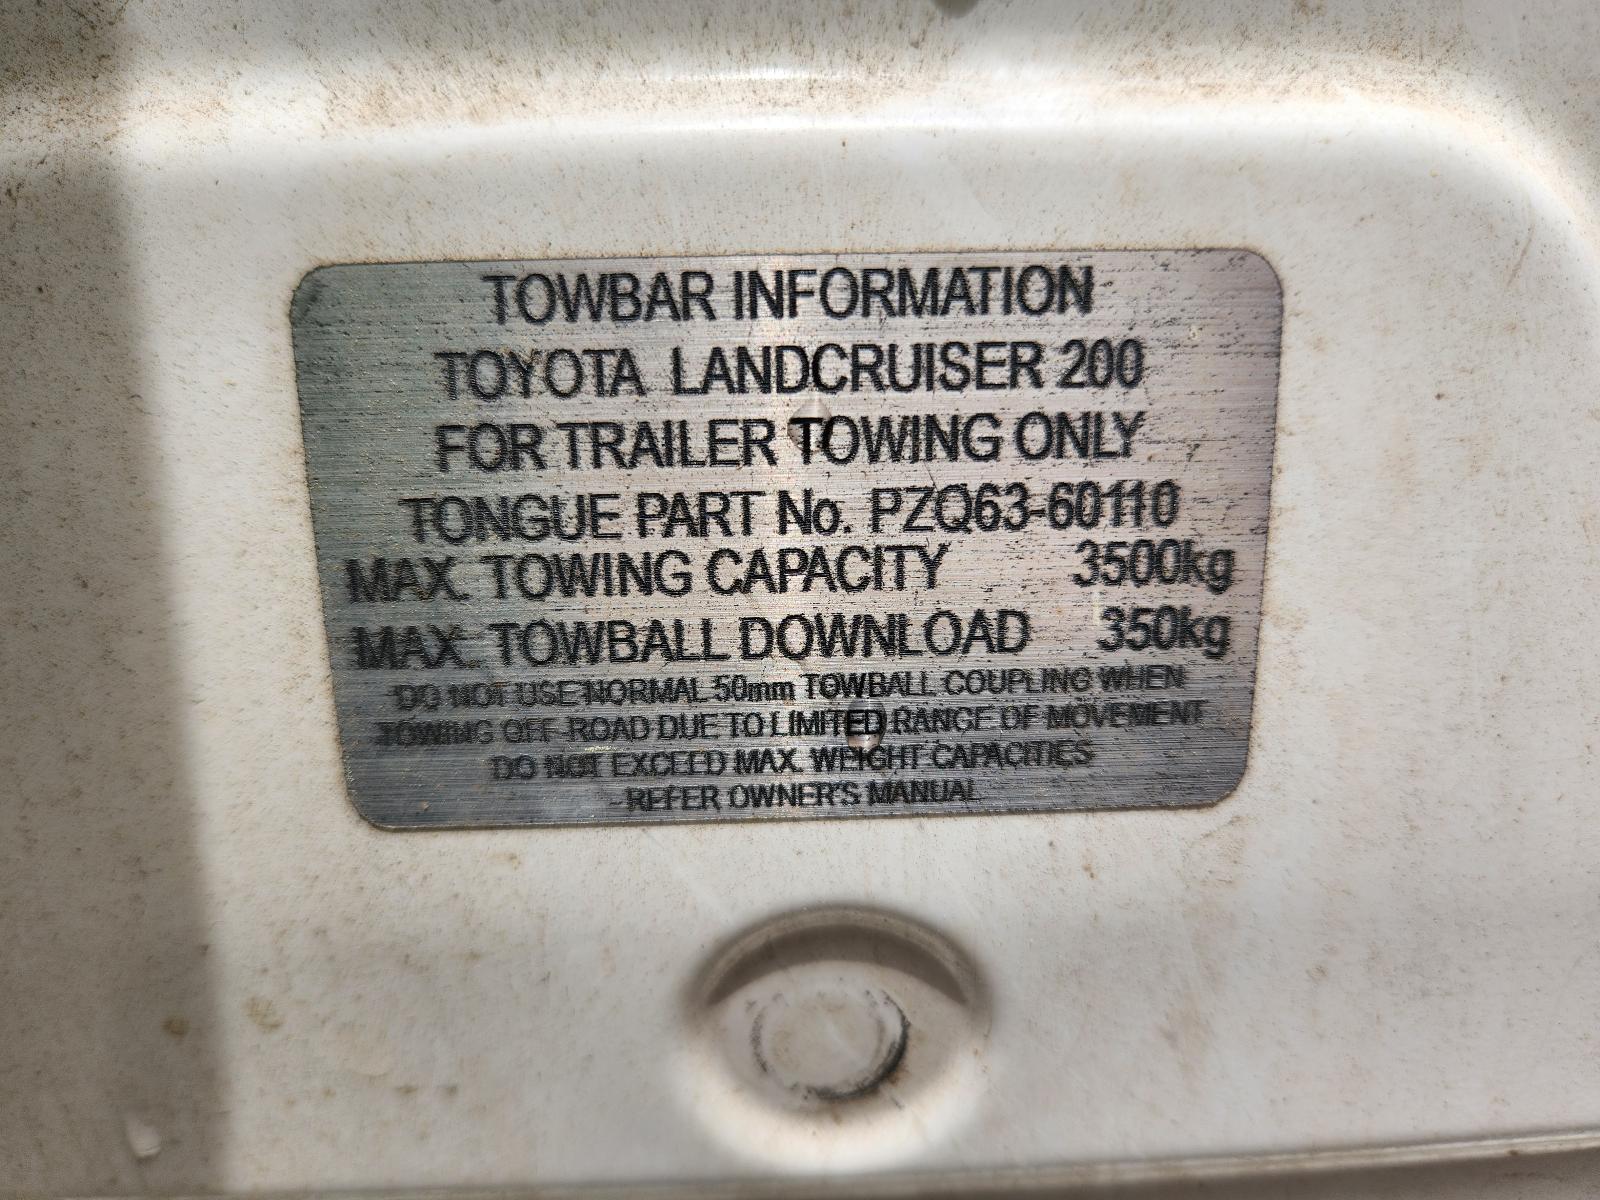 TOWBAR INFORMATION
TOYOTA LANDCRUISER 200
FOR TRAILER TOWING ONLY
TONGUE PART No. PZQ63-60110
MAX. TOWING CAPACITY 3500kg
MAX. TOWBALL DOWNLOAD 350kg
DO NOT USE NORMAL 50mm TOWBALL COUPLING WHEN
TOWING OFF-ROAD DUE TO LIMITED RANGE OF MOVEMENT
DO NOT EXCEED MAX. WEIGHT CAPACITIES
-REFER OWNER'S MANUAL